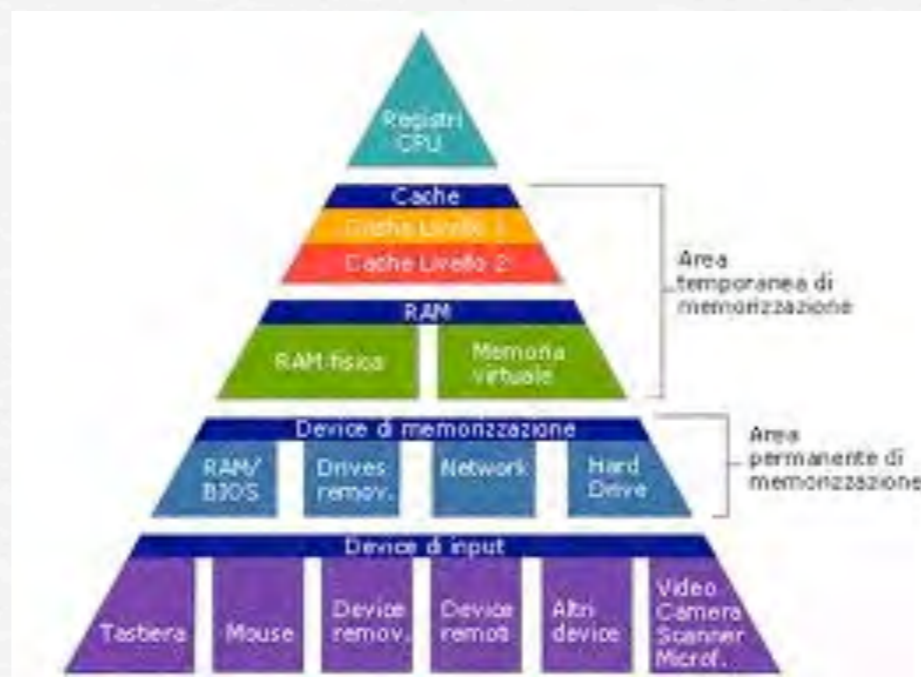 Registri
CPU
Cache
Cache Livello 1
Cache Livello 2
Area
temporanea di
memorizzazione
RAM
RAM fisica
Memoria
virtuale
Device di memorizzazione
RAM/
BIOS
Drives
remov.
Network
Hard
Drive
Area
permanente di
memorizzazione
Device di input
Tastiera
Mouse
Device
remov.
Device
remoti
Altri
device
Video
Camera
Scanner
Microf.